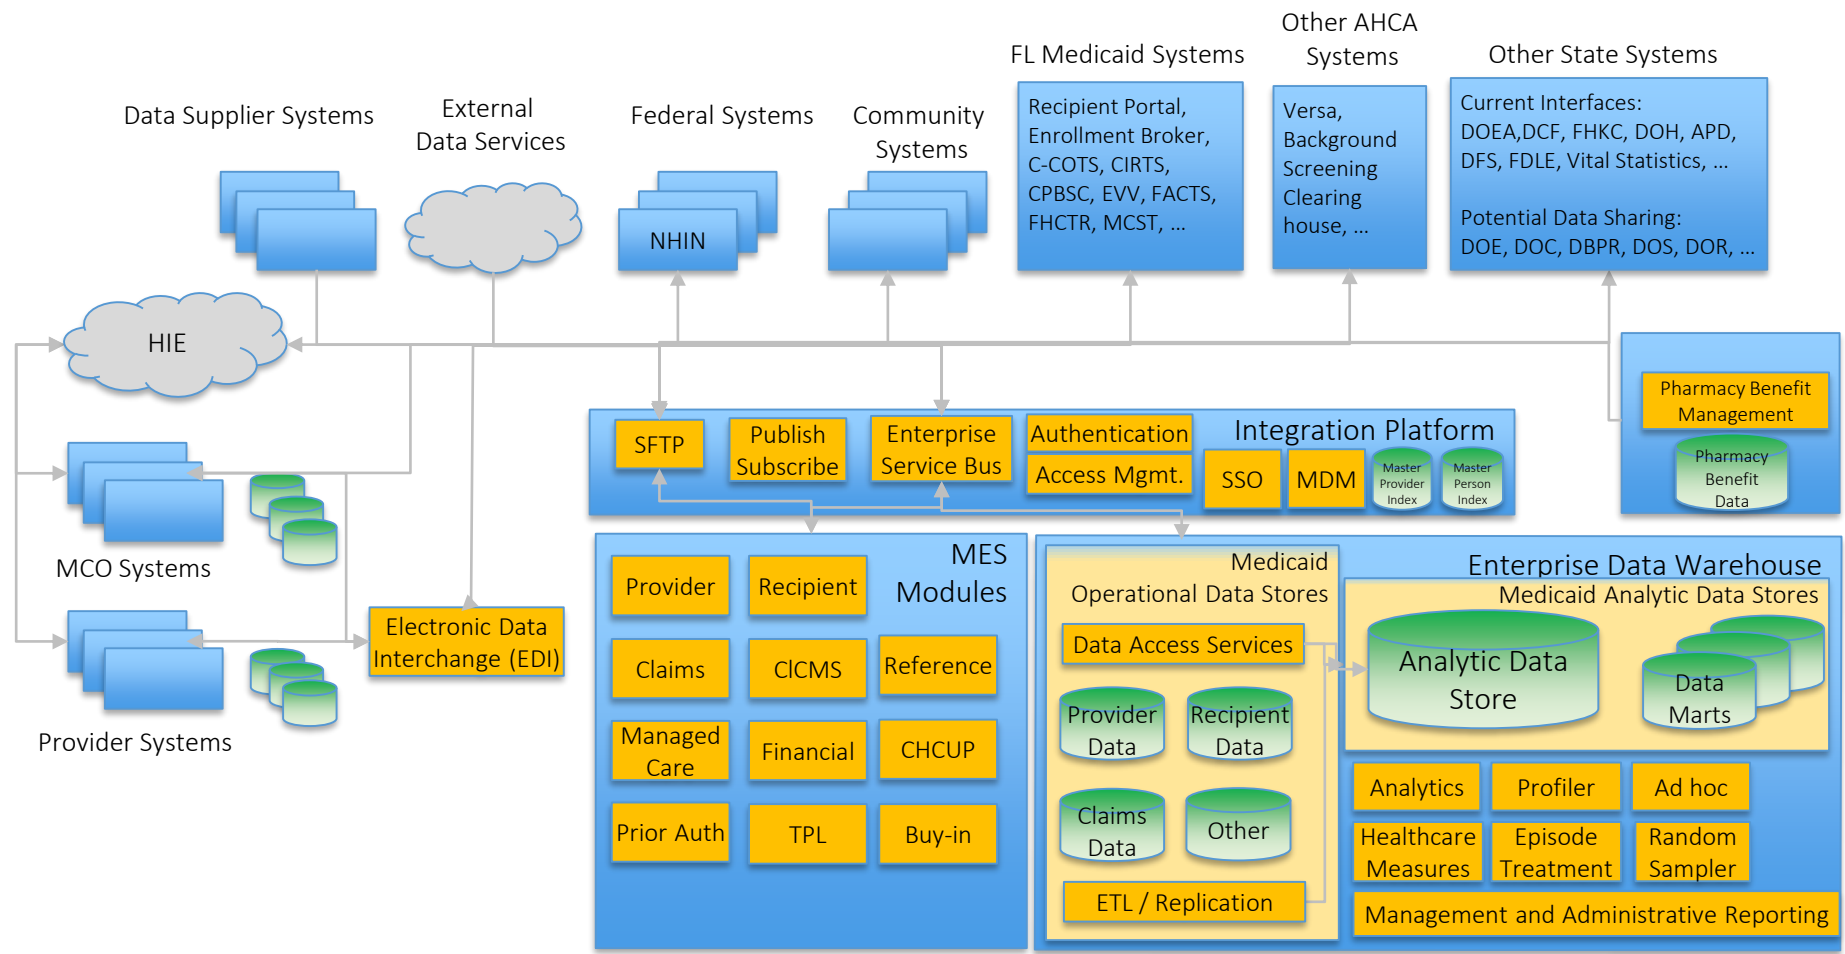 Data Supplier Systems
External
Data Services
Federal Systems
NHIN
Community
Systems
FL Medicaid Systems
Recipient Portal,
Enrollment Broker,
C-COTS, CIRTS,
CPBSC, EVV, FACTS,
FHCTR, MCST, ...
Other AHCA
Systems
Versa,
Background
Screening
Clearing
house, ...
Other State Systems
Current Interfaces:
DOEA,DCF, FHKC, DOH, APD,
DFS, FDLE, Vital Statistics, ...
Potential Data Sharing:
DOE, DOC, DBPR, DOS, DOR, ...
HIE
MCO Systems
Provider Systems
Electronic Data
Interchange (EDI)
Pharmacy Benefit
Management
Pharmacy
Benefit
Data
Integration Platform
SFTP
Publish
Subscribe
Enterprise
Service Bus
Authentication
Access Mgmt.
SSO
MDM
Master
Provider
Index
Master
Person
Index
MES
Modules
Provider
Recipient
Claims
ClCMS
Reference
Managed
Care
Financial
CHCUP
Prior Auth
TPL
Buy-in
Enterprise Data Warehouse
Medicaid
Operational Data Stores
Data Access Services
Provider
Data
Recipient
Data
Claims
Data
Other
ETL / Replication
Medicaid Analytic Data Stores
Analytic Data
Store
Data
Marts
Analytics
Profiler
Ad hoc
Healthcare
Measures
Episode
Treatment
Random
Sampler
Management and Administrative Reporting